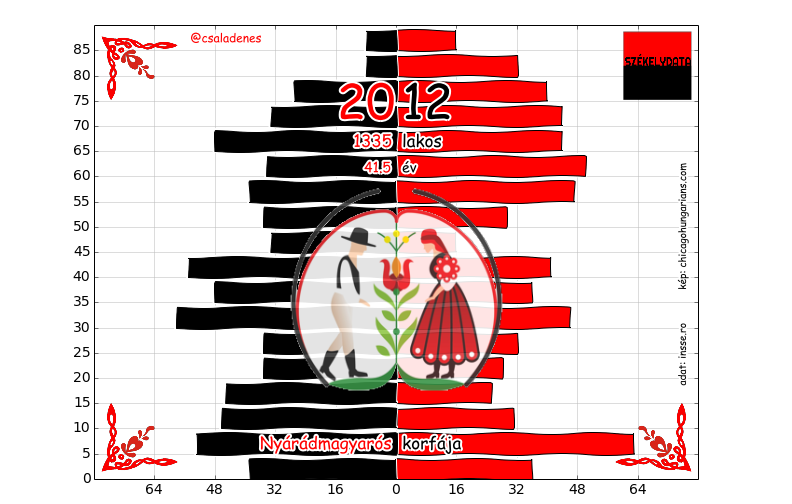 @csaladenes
SZÉKELYDATA
2012
1335 lakos
41.5 év
kép: chicagohungarians.com
adat: insse.ro
Nyárádmagyarós korfája
85
80
75
70
65
60
55
50
45
40
35
30
25
20
15
10
5
0
64 48 32 16 0 16 32 48 64